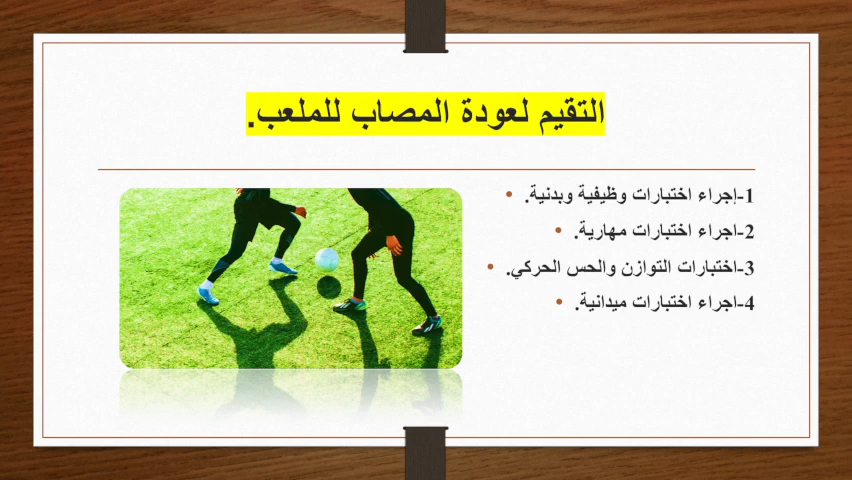 التقيم لعودة المصاب للملعب.
1-إجراء اختبارات وظيفية وبدنية.
2-اجراء اختبارات مهارية.
3-اختبارات التوازن والحس الحركي.
4-اجراء اختبارات ميدانية.